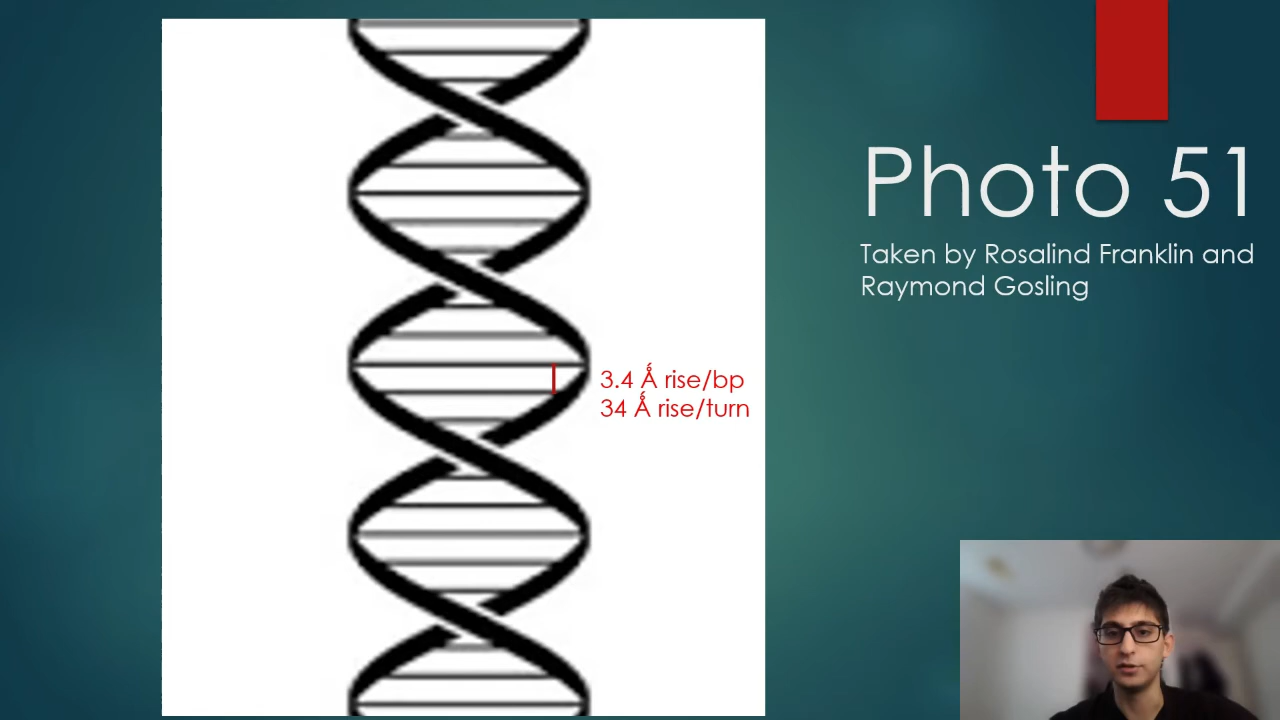 Photo 51
Taken by Rosalind Franklin and
Raymond Gosling
3.4 Ǻ rise/bp
34 Ǻ rise/turn